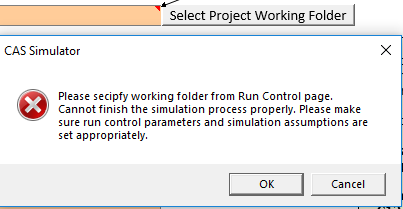 Select Project Working Folder
CAS Simulator
Please secipfy working folder from Run Control page.
Cannot finish the simulation process properly. Please make
sure run control parameters and simulation assumptions are
set appropriately.
OK
Cancel